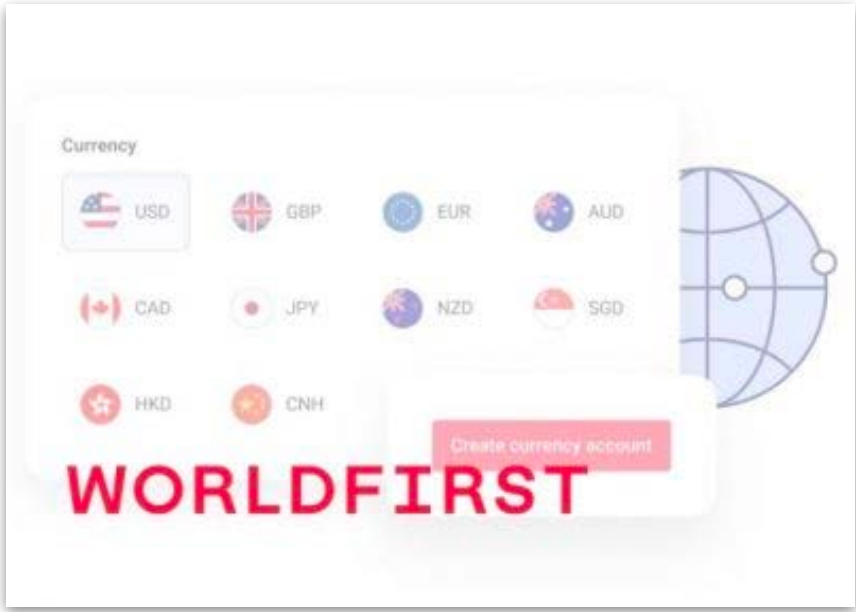 Currency
USD GBP EUR AUD
CAD JPY NZD SGD
HKD CNH
Create currency account
WORLDFIRST